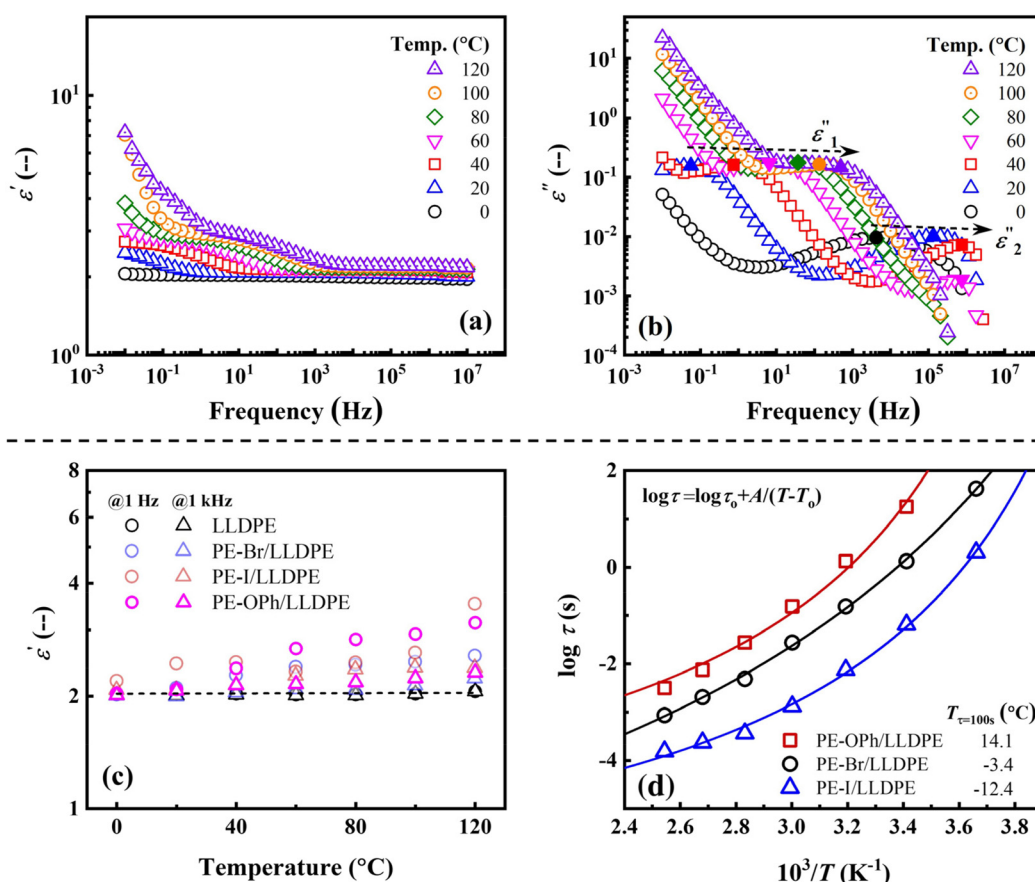 Temp. (°C)
120
100
80
60
40
20
0
10¹
10⁰
ε' (--)
(a)
10⁻³ 10⁻¹ 10¹ 10³ 10⁵ 10⁷
Frequency (Hz)
Temp. (°C)
120
100
80
60
40
20
0
10¹
10⁰
10⁻¹
10⁻²
10⁻³
10⁻⁴
ε'' (--)
ε''₁
ε''₂
(b)
10⁻³ 10⁻¹ 10¹ 10³ 10⁵ 10⁷
Frequency (Hz)
@1 Hz @1 kHz
LLDPE
PE-Br/LLDPE
PE-I/LLDPE
PE-OPh/LLDPE
8
4
2
1
ε' (--)
(c)
0 40 80 120
Temperature (°C)
logτ=logτₒ+A/(T-Tₒ)
2
0
-2
-4
log τ (s)
T_τ=100s (°C)
PE-OPh/LLDPE 14.1
PE-Br/LLDPE -3.4
PE-I/LLDPE -12.4
(d)
2.4 2.6 2.8 3.0 3.2 3.4 3.6 3.8
10³/T (K⁻¹)